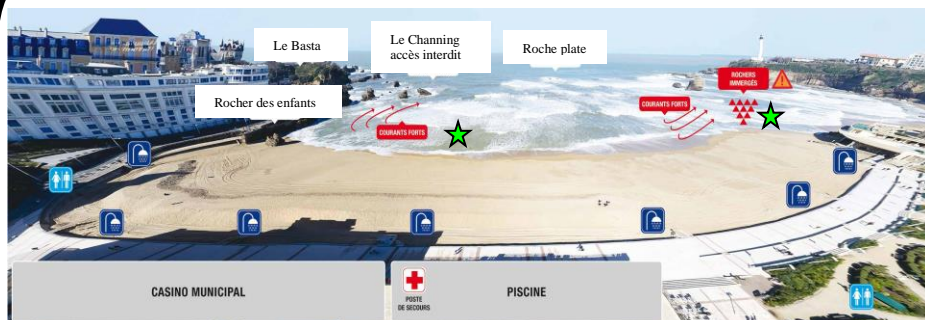 Le Basta
Le Channing
accès interdit
Roche plate
Rocher des enfants
ROCHERS
IMMERGÉS
COURANTS FORTS
COURANTS FORTS
CASINO MUNICIPAL
POSTE
DE SECOURS
PISCINE